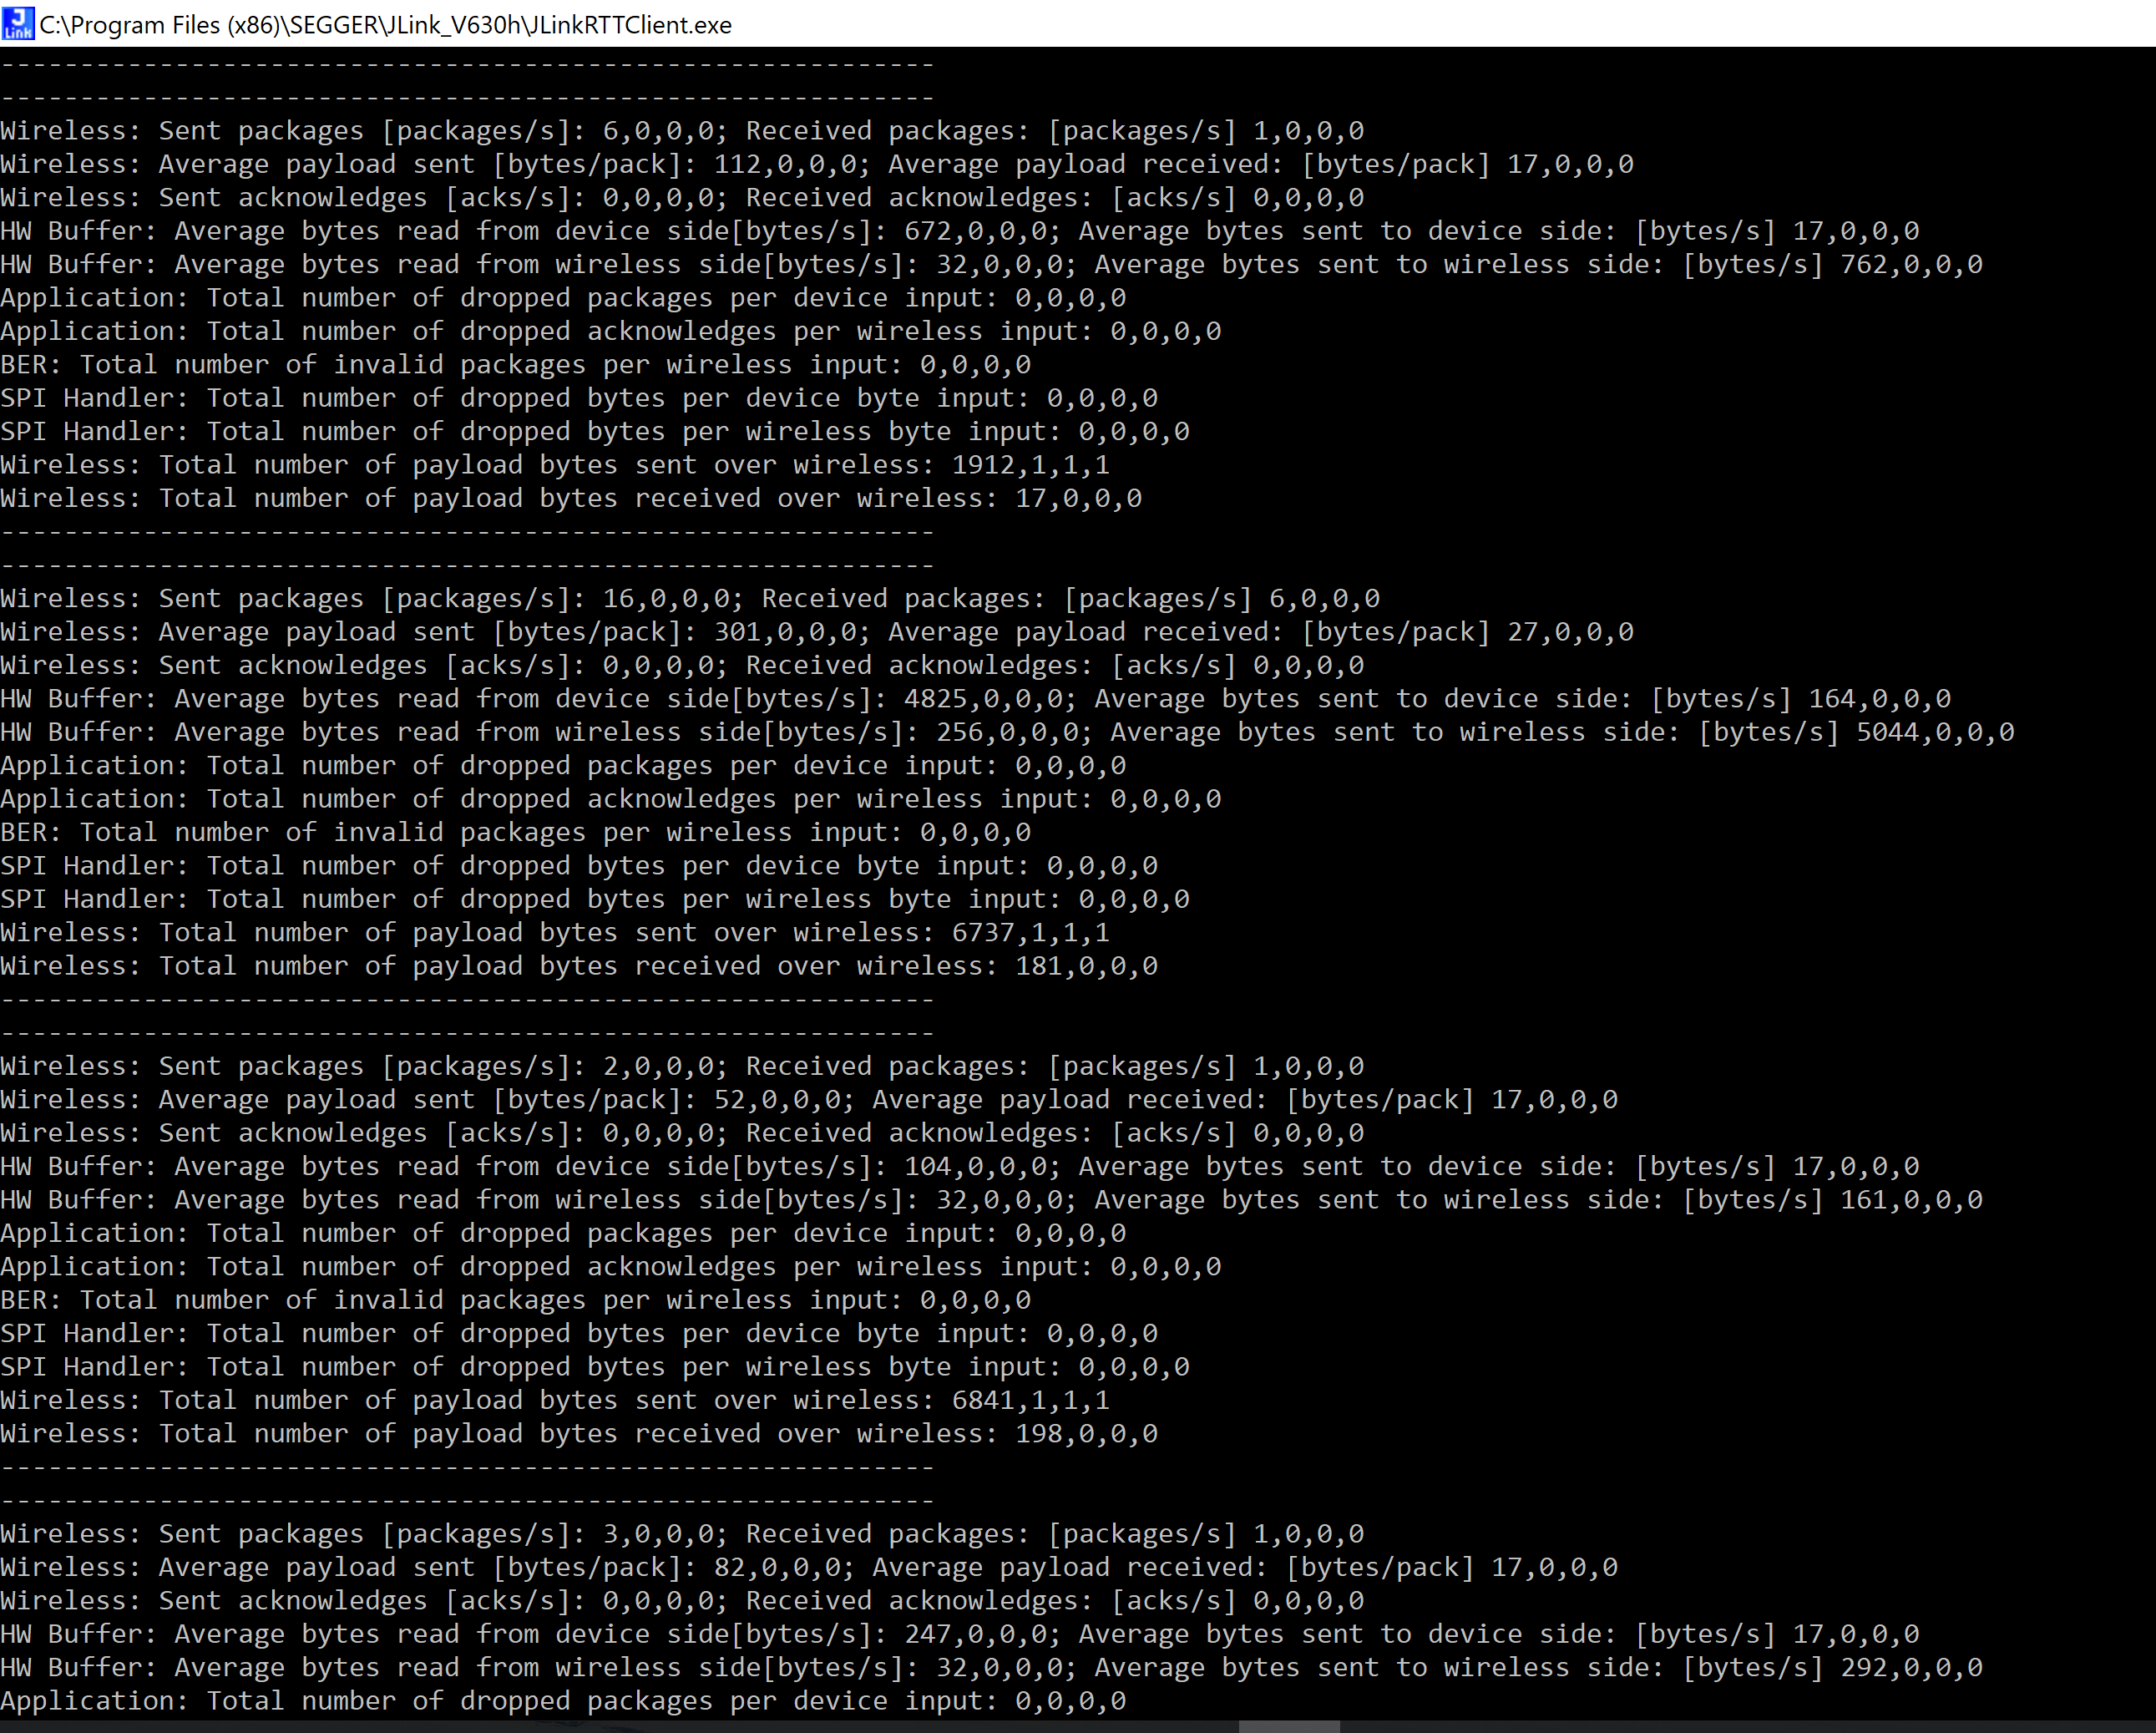 J
Link
C:\Program Files (x86)\SEGGER\JLink_V630h\JLinkRTTClient.exe
-----------------------------------------------------------
-----------------------------------------------------------
Wireless: Sent packages [packages/s]: 6,0,0,0; Received packages: [packages/s] 1,0,0,0
Wireless: Average payload sent [bytes/pack]: 112,0,0,0; Average payload received: [bytes/pack] 17,0,0,0
Wireless: Sent acknowledges [acks/s]: 0,0,0,0; Received acknowledges: [acks/s] 0,0,0,0
HW Buffer: Average bytes read from device side[bytes/s]: 672,0,0,0; Average bytes sent to device side: [bytes/s] 17,0,0,0
HW Buffer: Average bytes read from wireless side[bytes/s]: 32,0,0,0; Average bytes sent to wireless side: [bytes/s] 762,0,0,0
Application: Total number of dropped packages per device input: 0,0,0,0
Application: Total number of dropped acknowledges per wireless input: 0,0,0,0
BER: Total number of invalid packages per wireless input: 0,0,0,0
SPI Handler: Total number of dropped bytes per device byte input: 0,0,0,0
SPI Handler: Total number of dropped bytes per wireless byte input: 0,0,0,0
Wireless: Total number of payload bytes sent over wireless: 1912,1,1,1
Wireless: Total number of payload bytes received over wireless: 17,0,0,0
-----------------------------------------------------------
-----------------------------------------------------------
Wireless: Sent packages [packages/s]: 16,0,0,0; Received packages: [packages/s] 6,0,0,0
Wireless: Average payload sent [bytes/pack]: 301,0,0,0; Average payload received: [bytes/pack] 27,0,0,0
Wireless: Sent acknowledges [acks/s]: 0,0,0,0; Received acknowledges: [acks/s] 0,0,0,0
HW Buffer: Average bytes read from device side[bytes/s]: 4825,0,0,0; Average bytes sent to device side: [bytes/s] 164,0,0,0
HW Buffer: Average bytes read from wireless side[bytes/s]: 256,0,0,0; Average bytes sent to wireless side: [bytes/s] 5044,0,0,0
Application: Total number of dropped packages per device input: 0,0,0,0
Application: Total number of dropped acknowledges per wireless input: 0,0,0,0
BER: Total number of invalid packages per wireless input: 0,0,0,0
SPI Handler: Total number of dropped bytes per device byte input: 0,0,0,0
SPI Handler: Total number of dropped bytes per wireless byte input: 0,0,0,0
Wireless: Total number of payload bytes sent over wireless: 6737,1,1,1
Wireless: Total number of payload bytes received over wireless: 181,0,0,0
-----------------------------------------------------------
-----------------------------------------------------------
Wireless: Sent packages [packages/s]: 2,0,0,0; Received packages: [packages/s] 1,0,0,0
Wireless: Average payload sent [bytes/pack]: 52,0,0,0; Average payload received: [bytes/pack] 17,0,0,0
Wireless: Sent acknowledges [acks/s]: 0,0,0,0; Received acknowledges: [acks/s] 0,0,0,0
HW Buffer: Average bytes read from device side[bytes/s]: 104,0,0,0; Average bytes sent to device side: [bytes/s] 17,0,0,0
HW Buffer: Average bytes read from wireless side[bytes/s]: 32,0,0,0; Average bytes sent to wireless side: [bytes/s] 161,0,0,0
Application: Total number of dropped packages per device input: 0,0,0,0
Application: Total number of dropped acknowledges per wireless input: 0,0,0,0
BER: Total number of invalid packages per wireless input: 0,0,0,0
SPI Handler: Total number of dropped bytes per device byte input: 0,0,0,0
SPI Handler: Total number of dropped bytes per wireless byte input: 0,0,0,0
Wireless: Total number of payload bytes sent over wireless: 6841,1,1,1
Wireless: Total number of payload bytes received over wireless: 198,0,0,0
-----------------------------------------------------------
-----------------------------------------------------------
Wireless: Sent packages [packages/s]: 3,0,0,0; Received packages: [packages/s] 1,0,0,0
Wireless: Average payload sent [bytes/pack]: 82,0,0,0; Average payload received: [bytes/pack] 17,0,0,0
Wireless: Sent acknowledges [acks/s]: 0,0,0,0; Received acknowledges: [acks/s] 0,0,0,0
HW Buffer: Average bytes read from device side[bytes/s]: 247,0,0,0; Average bytes sent to device side: [bytes/s] 17,0,0,0
HW Buffer: Average bytes read from wireless side[bytes/s]: 32,0,0,0; Average bytes sent to wireless side: [bytes/s] 292,0,0,0
Application: Total number of dropped packages per device input: 0,0,0,0